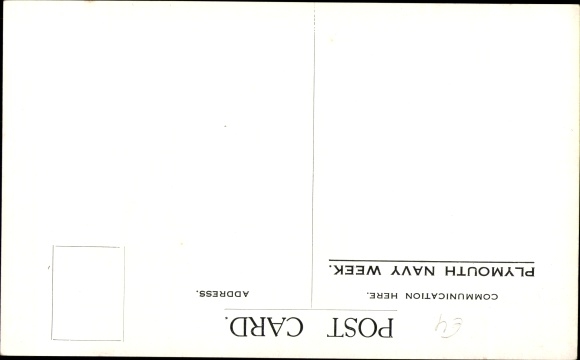 POST CARD.
COMMUNICATION HERE.
ADDRESS.
PLYMOUTH NAVY WEEK.